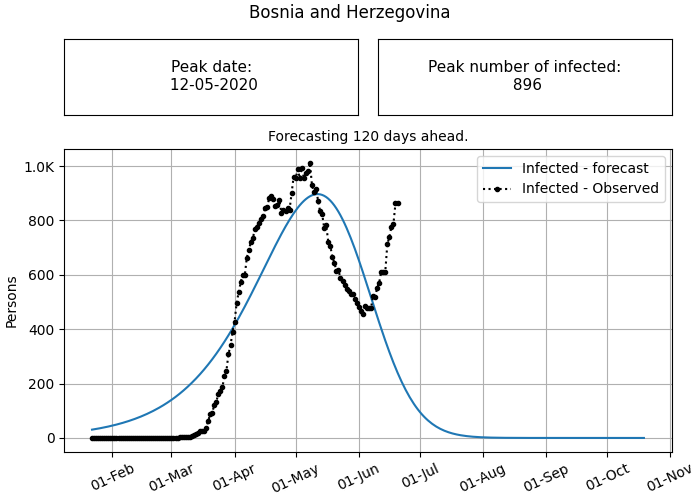 Bosnia and Herzegovina
Peak date:
12-05-2020
Peak number of infected:
896
Forecasting 120 days ahead.
Infected - forecast
Infected - Observed
Persons
1.0K
800
600
400
200
0
01-Feb
01-Mar
01-Apr
01-May
01-Jun
01-Jul
01-Aug
01-Sep
01-Oct
01-Nov